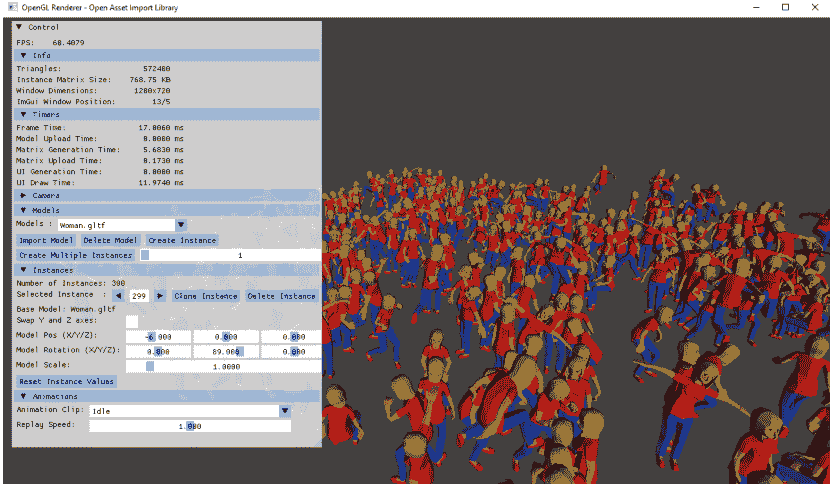 OpenGL Renderer - Open Asset Import Library
Control
FPS: 60.4079
Info
Triangles: 572400
Instance Matrix Size: 768.75 KB
Window Dimensions: 1280x720
ImGui Window Position: 13/5
Timers
Frame Time: 17.0060 ms
Model Upload Time: 0.0000 ms
Matrix Generation Time: 5.6830 ms
Matrix Upload Time: 0.1730 ms
UI Generation Time: 0.0000 ms
UI Draw Time: 11.9740 ms
Camera
Models
Models : Woman.gltf
Import Model Delete Model Create Instance
Create Multiple Instances 1
Instances
Number of Instances: 300
Selected Instance : 299 Clone Instance Delete Instance
Base Model: Woman.gltf
Swap Y and Z axes:
Model Pos (X/Y/Z): -6.000 0.000 0.000
Model Rotation (X/Y/Z): 0.000 89.000 0.000
Model Scale: 1.0000
Reset Instance Values
Animations
Animation Clip: Idle
Replay Speed: 1.000